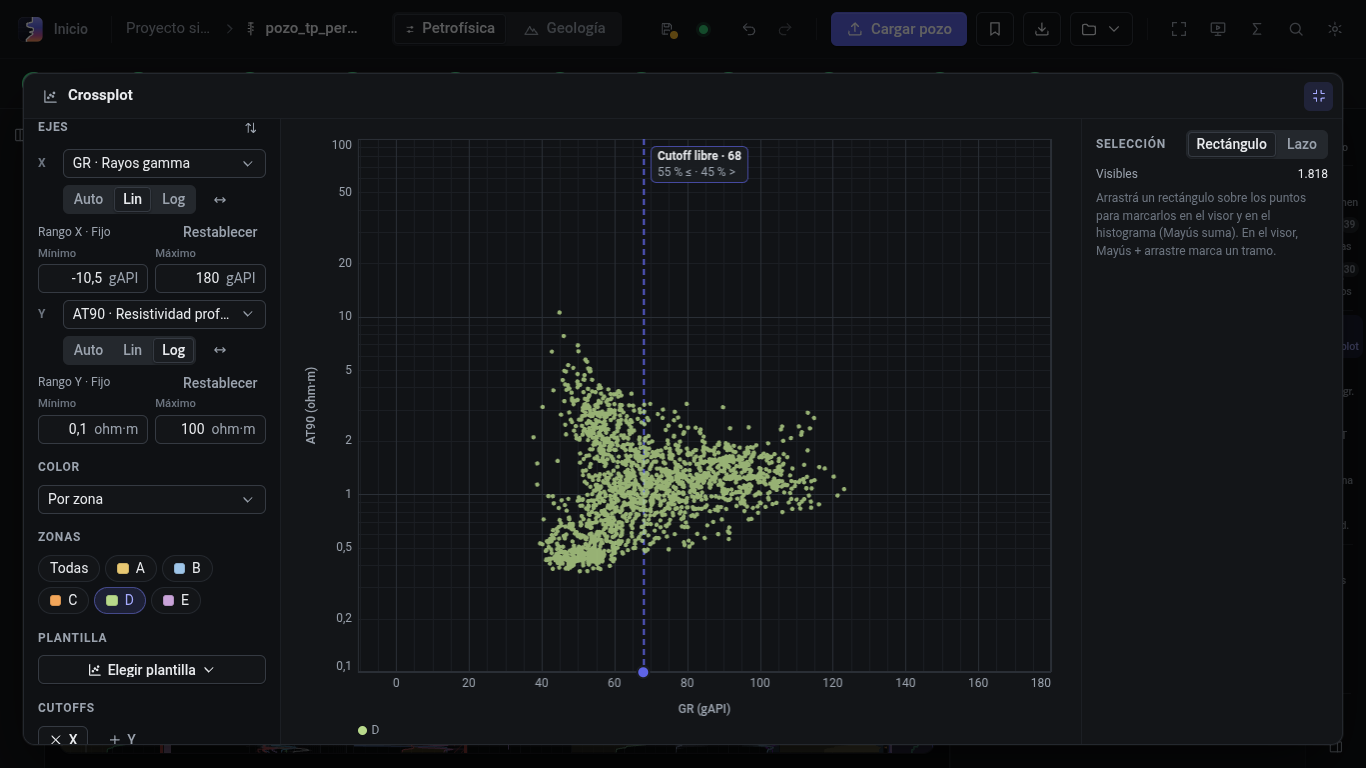 Inicio
Proyecto si...
pozo_tp_per...
Petrofísica
Geología
Cargar pozo
Crossplot
EJES
X
GR · Rayos gamma
Auto
Lin
Log
Rango X · Fijo
Restablecer
Mínimo
Máximo
-10,5 gAPI
180 gAPI
Y
AT90 · Resistividad prof...
Auto
Lin
Log
Rango Y · Fijo
Restablecer
Mínimo
Máximo
0,1 ohm·m
100 ohm·m
COLOR
Por zona
ZONAS
Todas
A
B
C
D
E
PLANTILLA
Elegir plantilla
CUTOFFS
X
Y
Cutoff libre · 68
55 % ≤ · 45 % >
100
50
20
10
5
2
1
0,5
0,2
0,1
AT90 (ohm·m)
0
20
40
60
80
100
120
140
160
180
GR (gAPI)
D
SELECCIÓN
Rectángulo
Lazo
Visibles
1.818
Arrastrá un rectángulo sobre los puntos
para marcarlos en el visor y en el
histograma (Mayús suma). En el visor,
Mayús + arrastre marca un tramo.